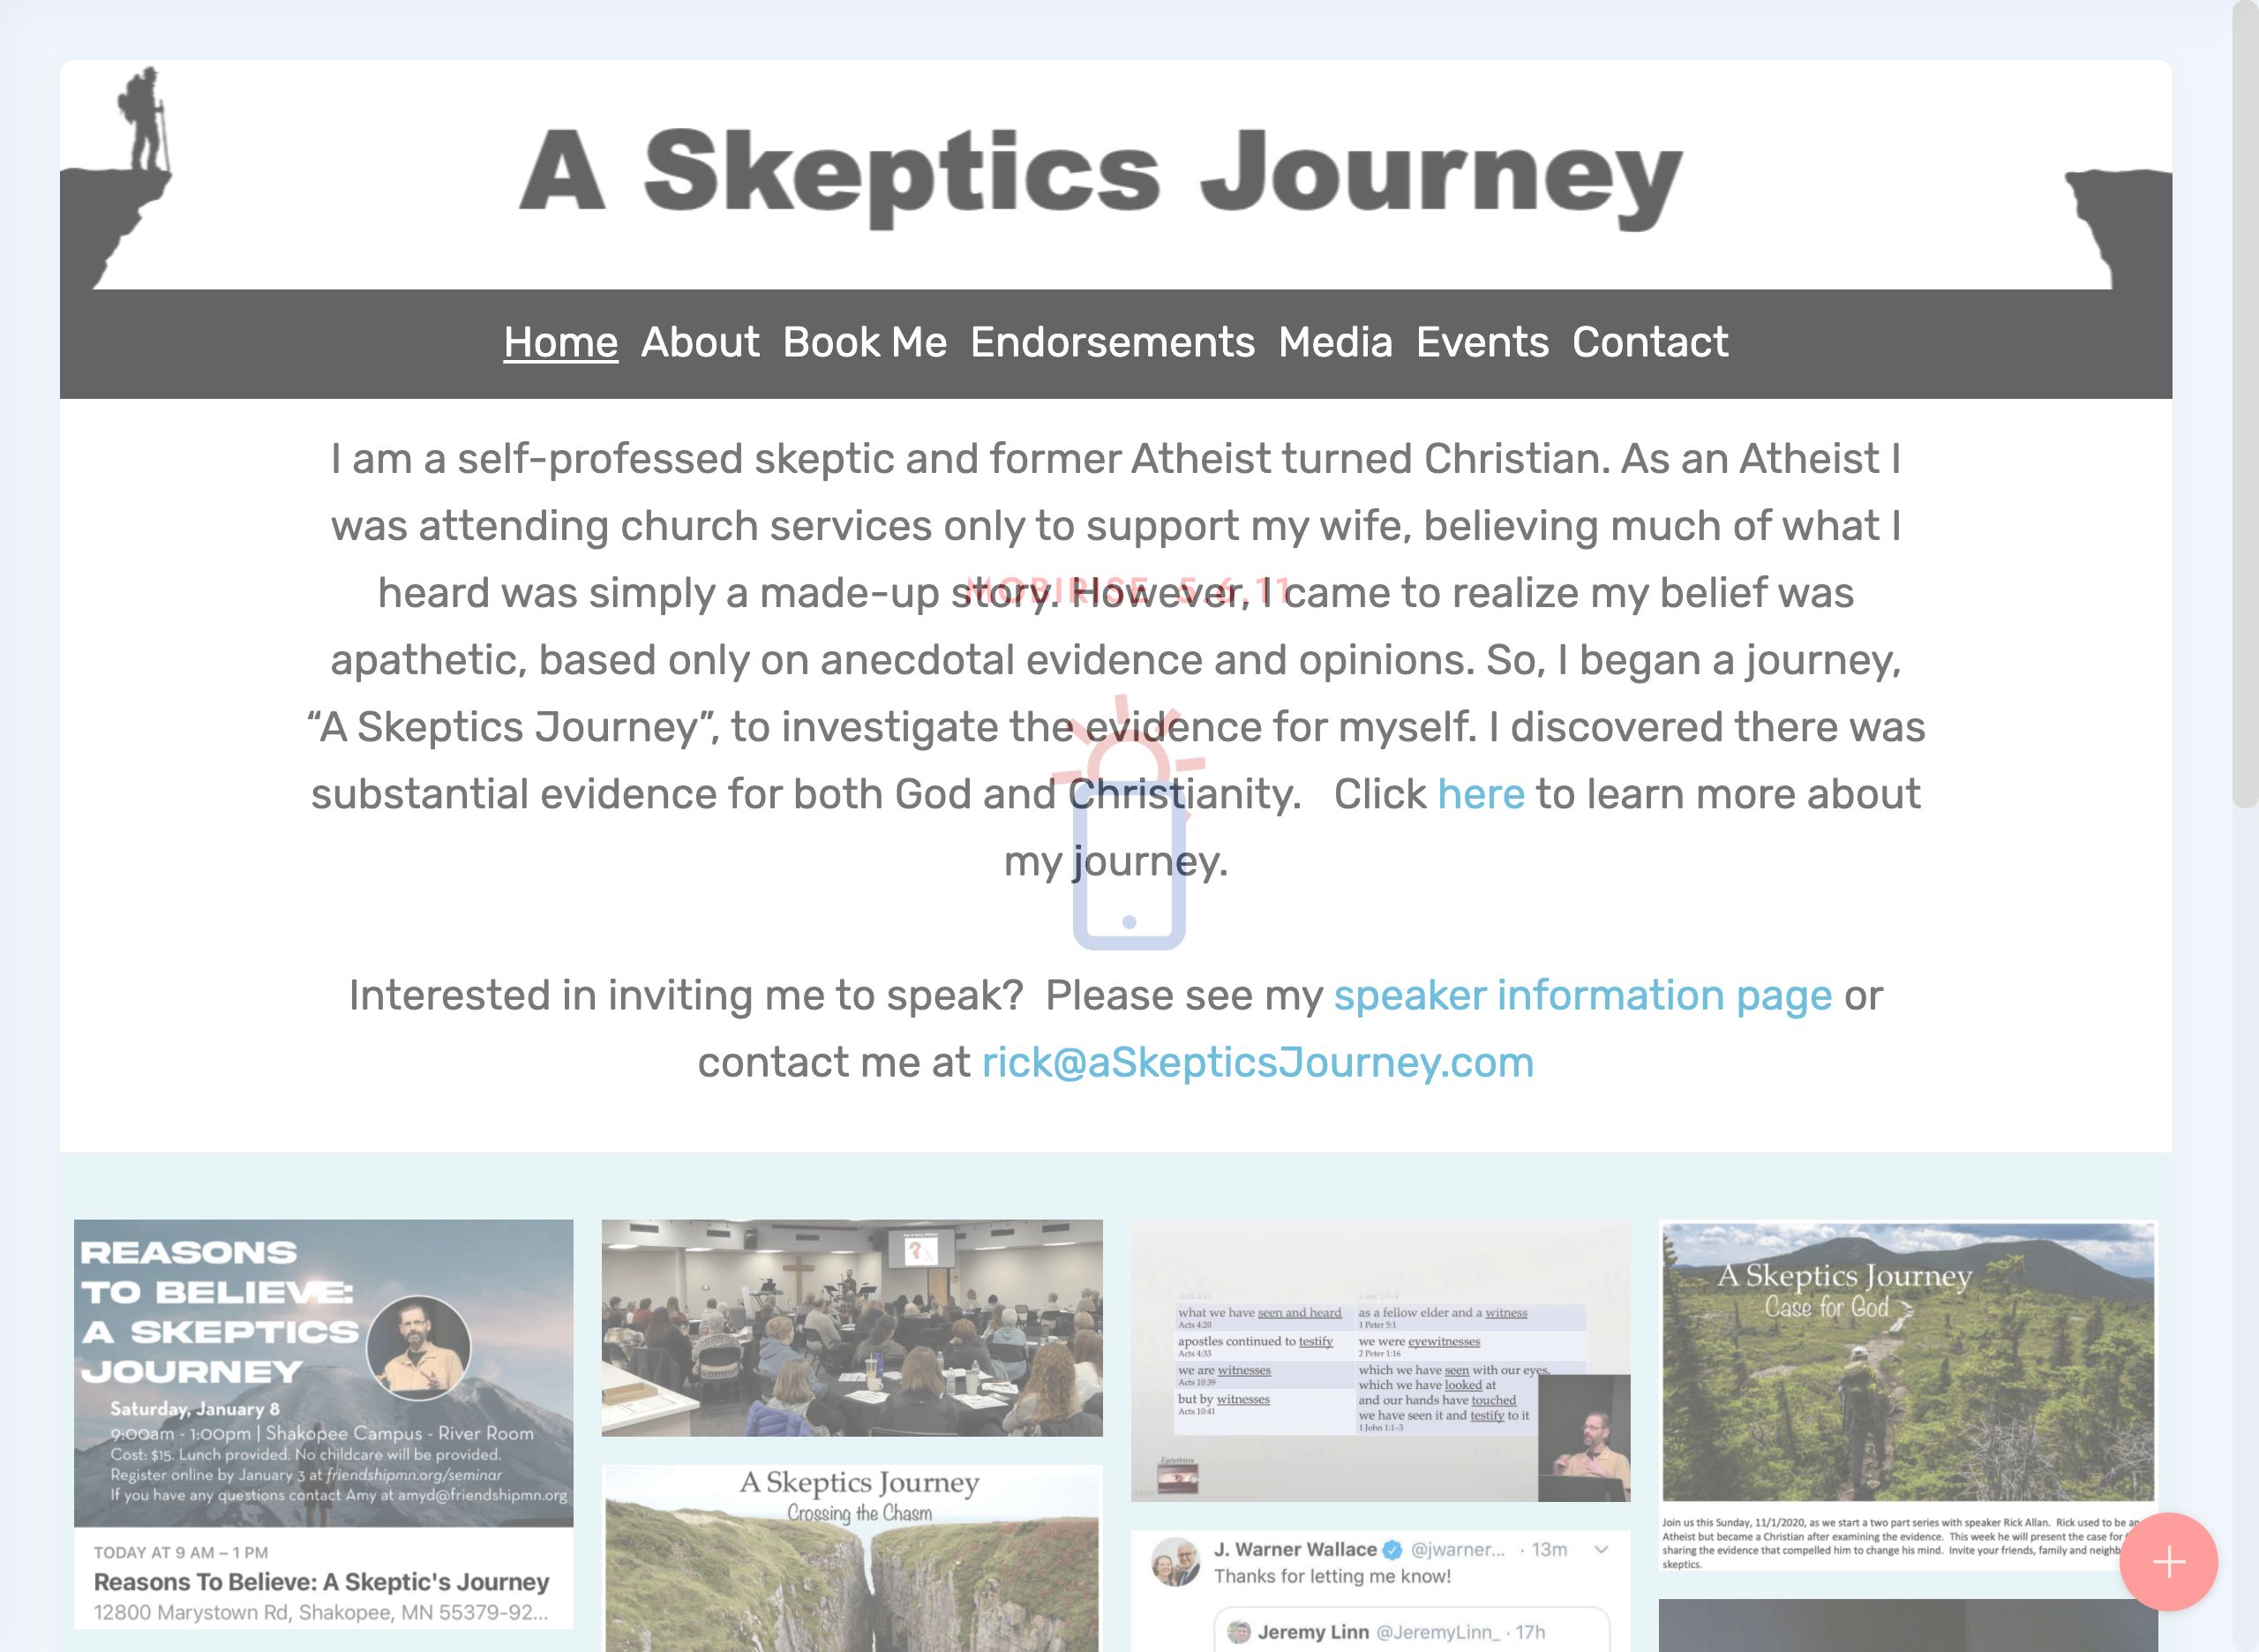 A Skeptics Journey
Home About Book Me Endorsements Media Events Contact
I am a self-professed skeptic and former Atheist turned Christian. As an Atheist I
was attending church services only to support my wife, believing much of what I
heard was simply a made-up story. However, I came to realize my belief was
MOBIRISE 5.6.11
apathetic, based only on anecdotal evidence and opinions. So, I began a journey,
“A Skeptics Journey”, to investigate the evidence for myself. I discovered there was
substantial evidence for both God and Christianity. Click here to learn more about
my journey.
Interested in inviting me to speak? Please see my speaker information page or
contact me at rick@aSkepticsJourney.com
REASONS
TO BELIEVE:
A SKEPTICS
JOURNEY
Saturday, January 8
9:00am - 1:00pm | Shakopee Campus - River Room
Cost: $15. Lunch provided. No childcare will be provided.
Register online by January 3 at friendshipmn.org/seminar
If you have any questions contact Amy at amyd@friendshipmn.org
TODAY AT 9 AM – 1 PM
Reasons To Believe: A Skeptic's Journey
12800 Marystown Rd, Shakopee, MN 55379-92...
A Skeptics Journey
Crossing the Chasm
what we have seen and heard
Acts 4:20
apostles continued to testify
Acts 4:33
we are witnesses
Acts 10:39
but by witnesses
Acts 10:41
as a fellow elder and a witness
1 Peter 5:1
we were eyewitnesses
2 Peter 1:16
which we have seen with our eyes,
which we have looked at
and our hands have touched
we have seen it and testify to it
1 John 1:1-3
Eyewitness
J. Warner Wallace @jwarner... · 13m
Thanks for letting me know!
Jeremy Linn @JeremyLinn_ · 17h
A Skeptics Journey
Case for God
Join us this Sunday, 11/1/2020, as we start a two part series with speaker Rick Allan. Rick used to be an
Atheist but became a Christian after examining the evidence. This week he will present the case for
sharing the evidence that compelled him to change his mind. Invite your friends, family and
skeptics.